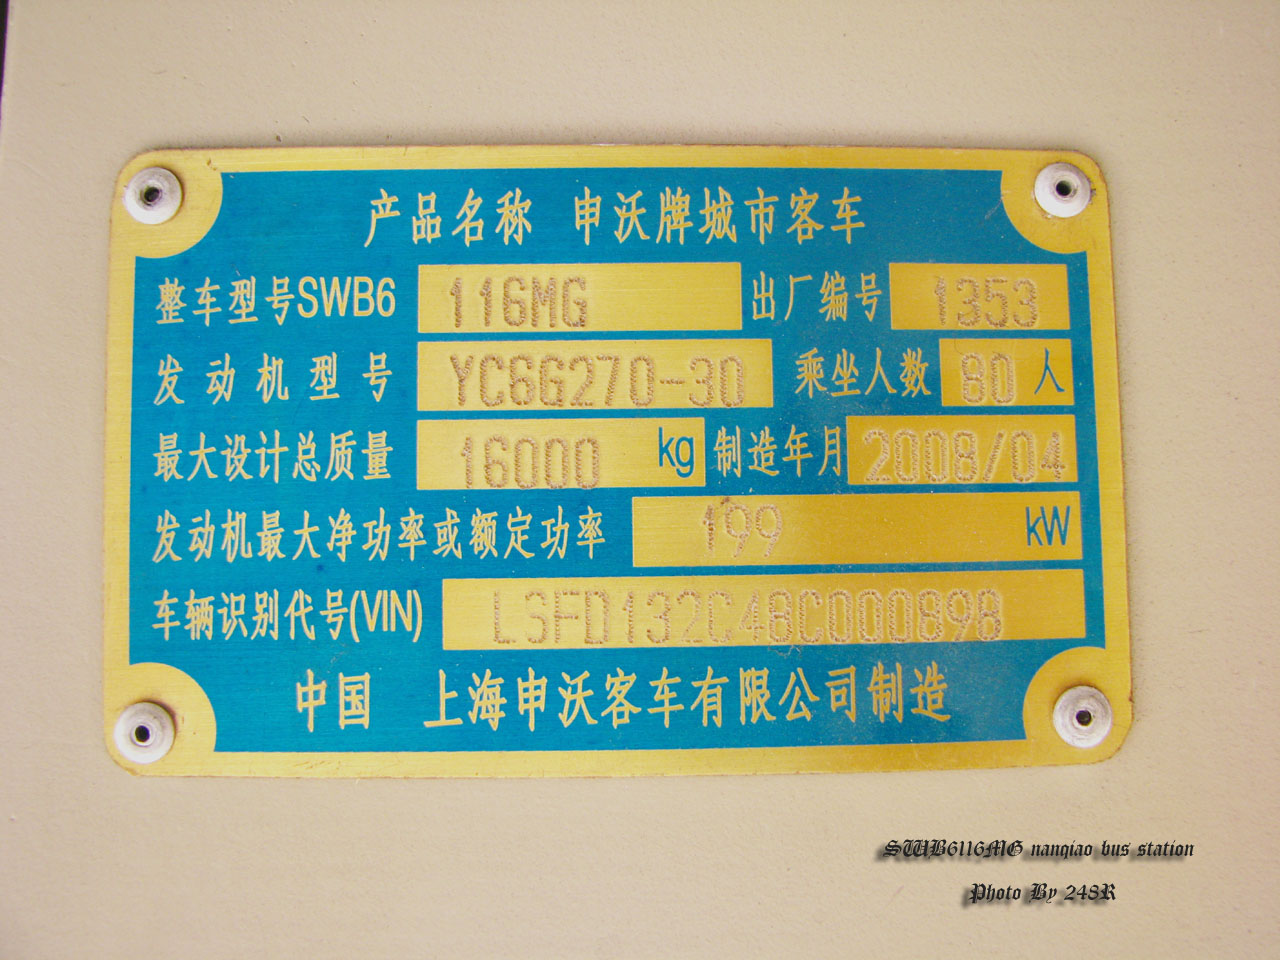 产品名称 申沃牌城市客车
整车型号SWB6 116MG 出厂编号 1353
发动机型号 YC6G270-30 乘坐人数 80 人
最大设计总质量 16000 kg 制造年月 2008/04
发动机最大净功率或额定功率 199 kW
车辆识别代号(VIN) LSFD132C48C000898
中国 上海申沃客车有限公司制造
SWB6116MG nanqiao bus station
Photo By 248R